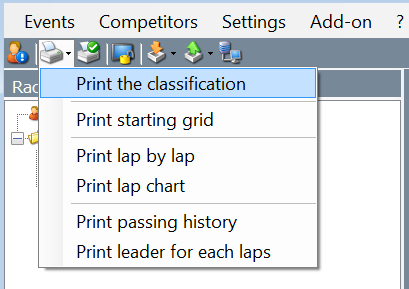 Events Competitors Settings Add-on ?
Print the classification
Print starting grid
Print lap by lap
Print lap chart
Print passing history
Print leader for each laps